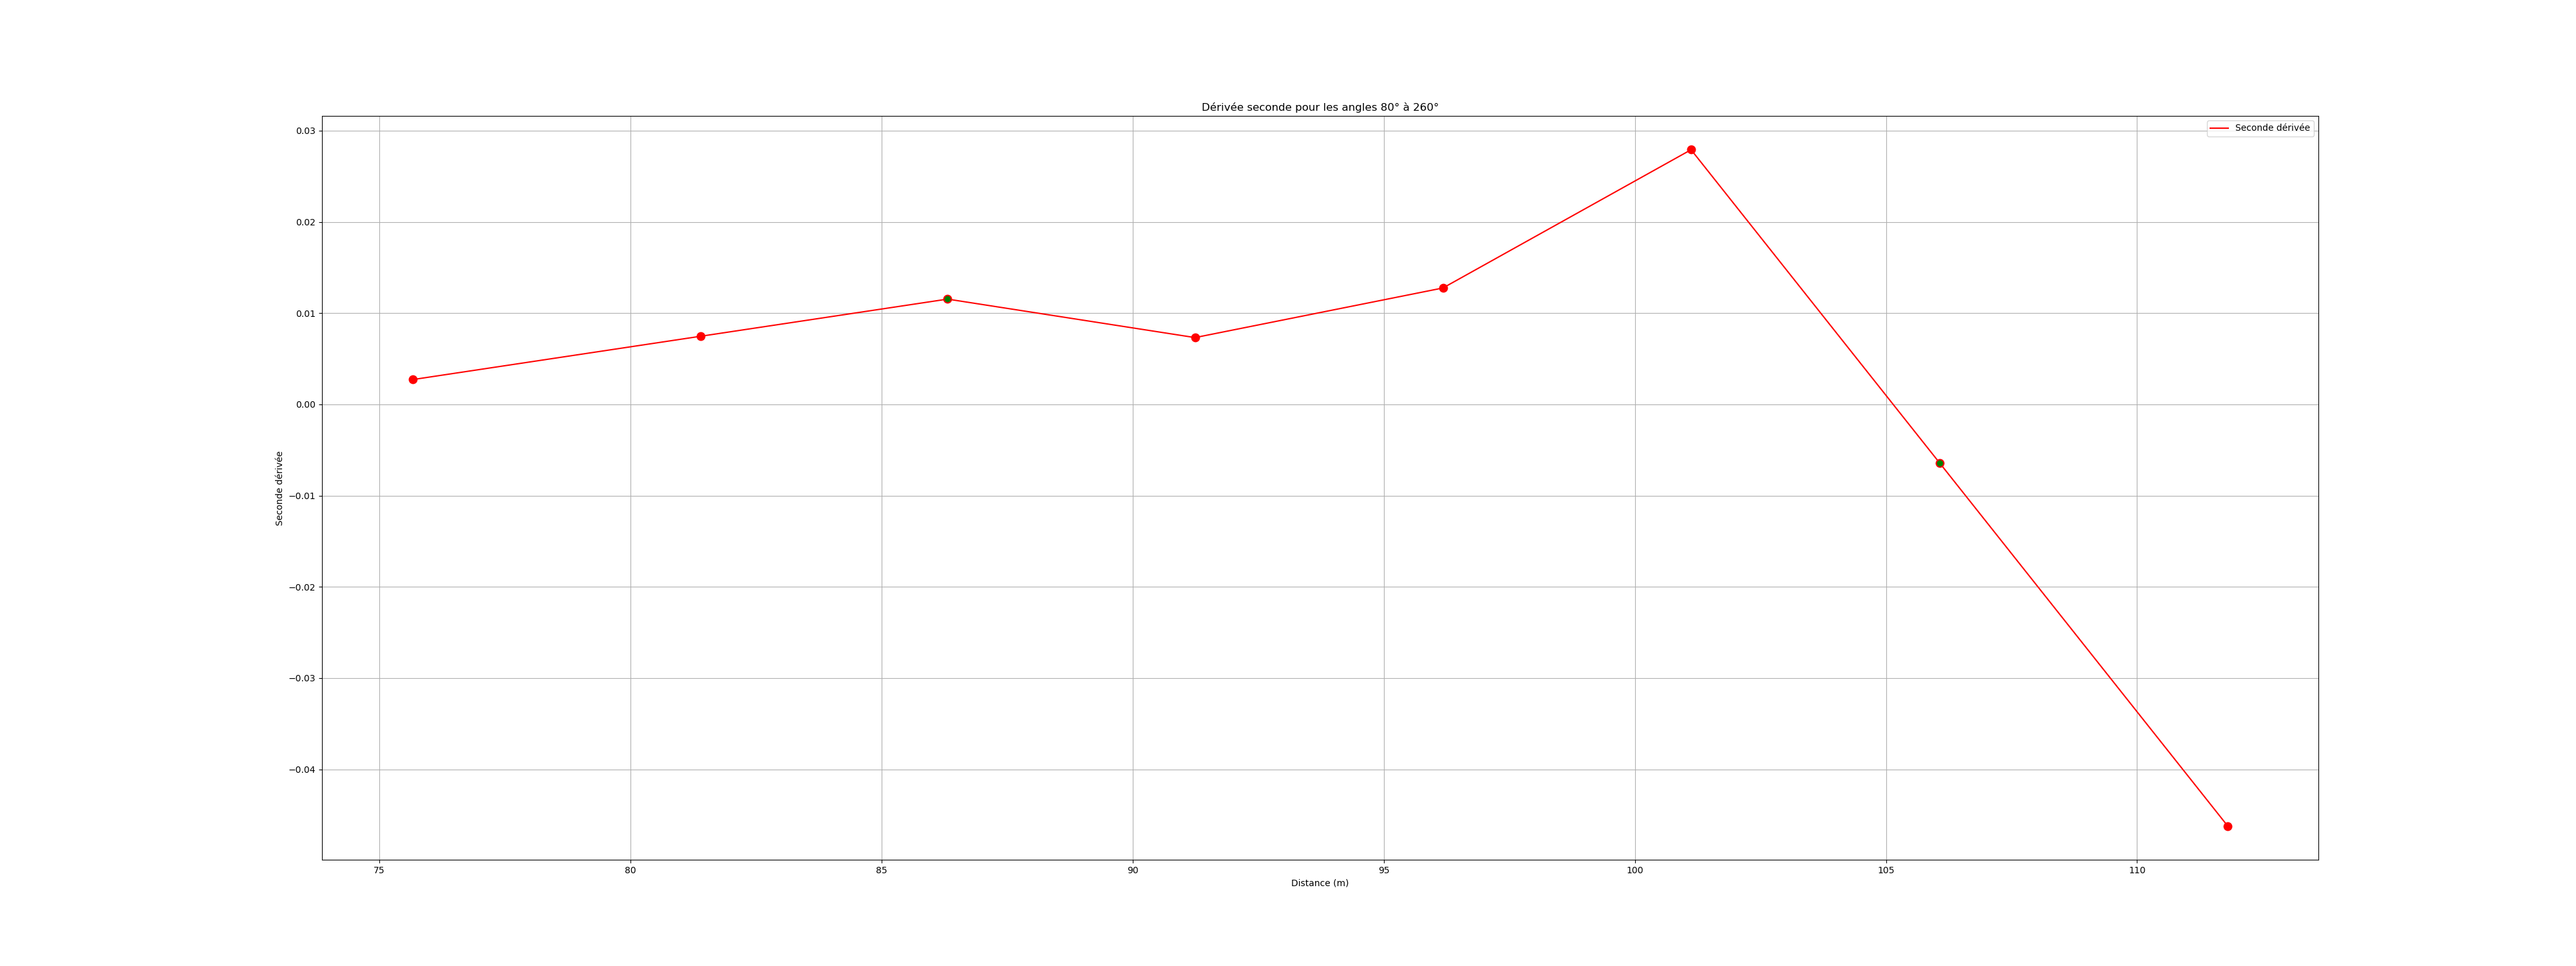 Dérivée seconde pour les angles 80° à 260°
Seconde dérivée
0.03
0.02
0.01
0.00
−0.01
−0.02
−0.03
−0.04
Seconde dérivée
75 80 85 90 95 100 105 110
Distance (m)